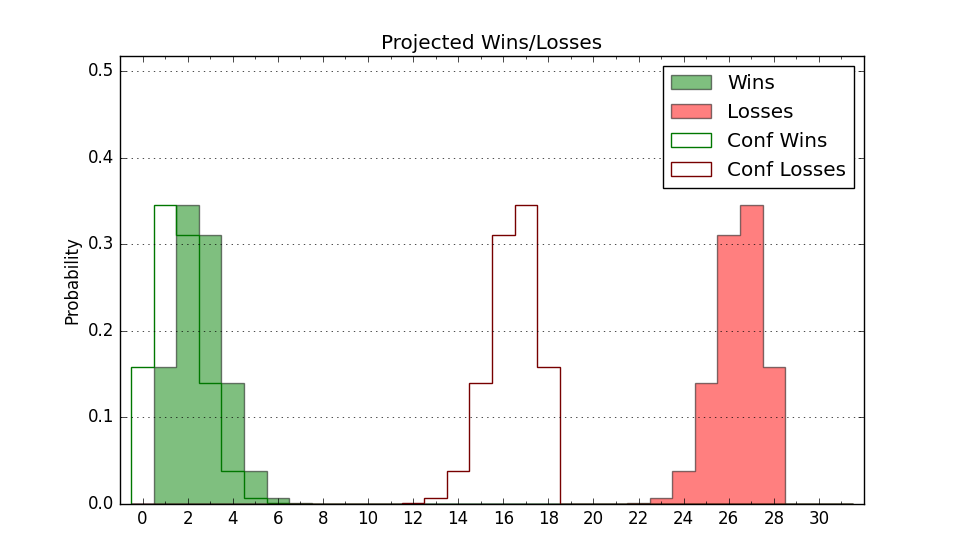 Projected Wins/Losses
0.5
0.4
0.3
0.2
0.1
0.0
Probability
Wins
Losses
Conf Wins
Conf Losses
0 2 4 6 8 10 12 14 16 18 20 22 24 26 28 30